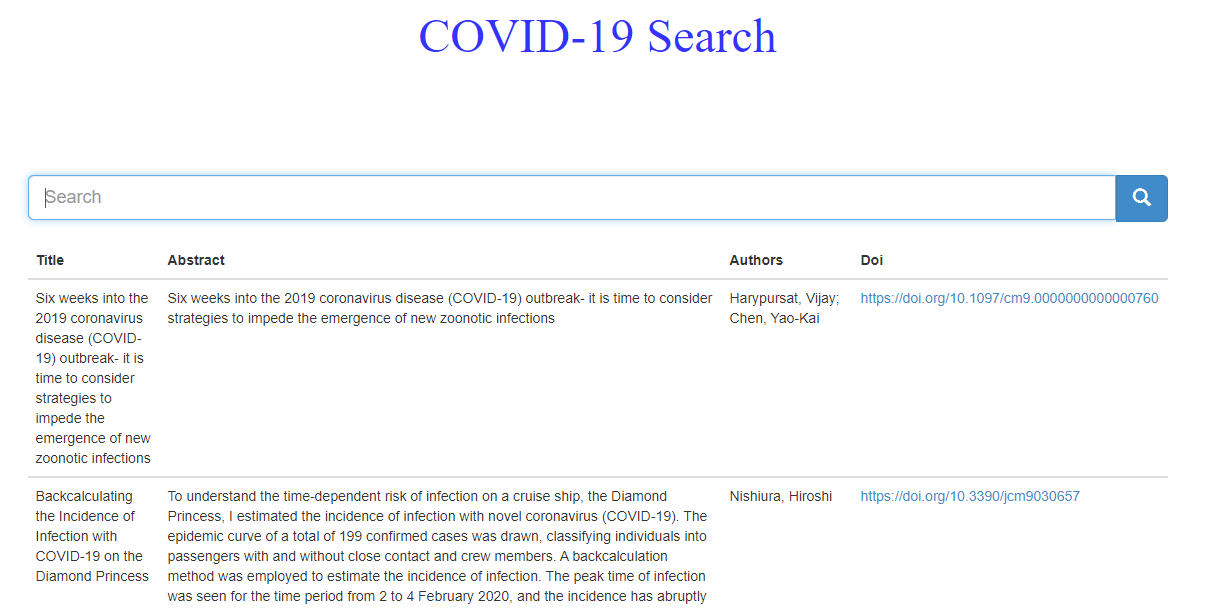 COVID-19 Search
Search
Title Abstract Authors Doi
Six weeks into the
2019 coronavirus
disease (COVID-
19) outbreak- it is
time to consider
strategies to
impede the
emergence of new
zoonotic infections
Six weeks into the 2019 coronavirus disease (COVID-19) outbreak- it is time to consider
strategies to impede the emergence of new zoonotic infections
Harypursat, Vijay;
Chen, Yao-Kai
https://doi.org/10.1097/cm9.0000000000000760
Backcalculating
the Incidence of
Infection with
COVID-19 on the
Diamond Princess
To understand the time-dependent risk of infection on a cruise ship, the Diamond
Princess, I estimated the incidence of infection with novel coronavirus (COVID-19). The
epidemic curve of a total of 199 confirmed cases was drawn, classifying individuals into
passengers with and without close contact and crew members. A backcalculation
method was employed to estimate the incidence of infection. The peak time of infection
was seen for the time period from 2 to 4 February 2020, and the incidence has abruptly
Nishiura, Hiroshi
https://doi.org/10.3390/jcm9030657